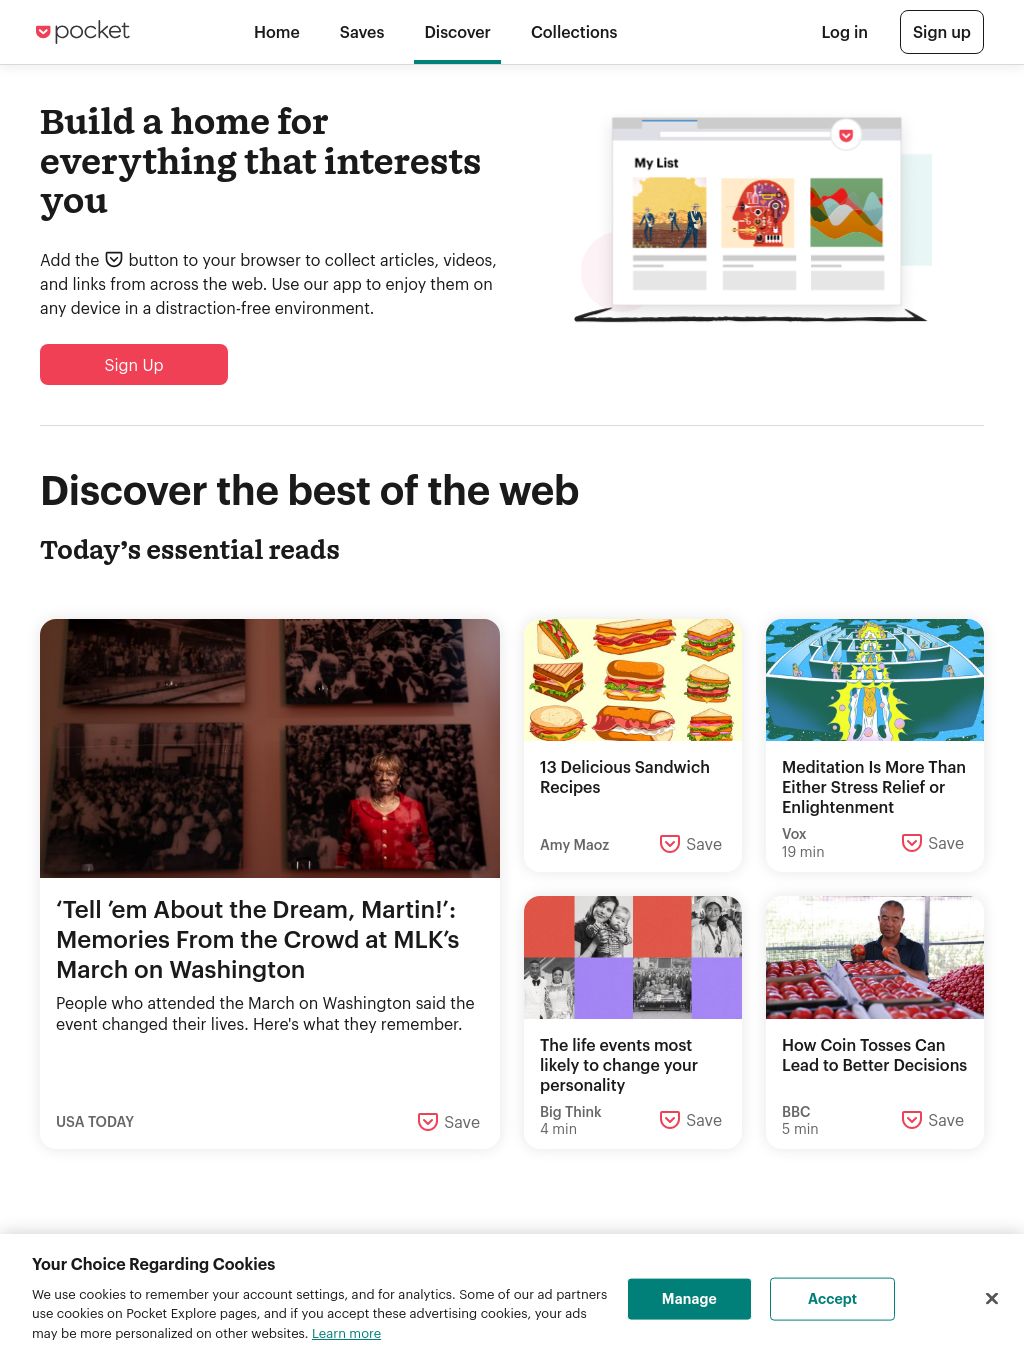 pocket
Home
Saves
Discover
Collections
Log in
Sign up
Build a home for
everything that interests
you
Add the button to your browser to collect articles, videos,
and links from across the web. Use our app to enjoy them on
any device in a distraction-free environment.
Sign Up
My List
Discover the best of the web
Today’s essential reads
‘Tell ’em About the Dream, Martin!’:
Memories From the Crowd at MLK’s
March on Washington
People who attended the March on Washington said the
event changed their lives. Here's what they remember.
USA TODAY
Save
13 Delicious Sandwich
Recipes
Amy Maoz
Save
Meditation Is More Than
Either Stress Relief or
Enlightenment
Vox
19 min
Save
The life events most
likely to change your
personality
Big Think
4 min
Save
How Coin Tosses Can
Lead to Better Decisions
BBC
5 min
Save
Your Choice Regarding Cookies
We use cookies to remember your account settings, and for analytics. Some of our ad partners
use cookies on Pocket Explore pages, and if you accept these advertising cookies, your ads
may be more personalized on other websites. Learn more
Manage
Accept